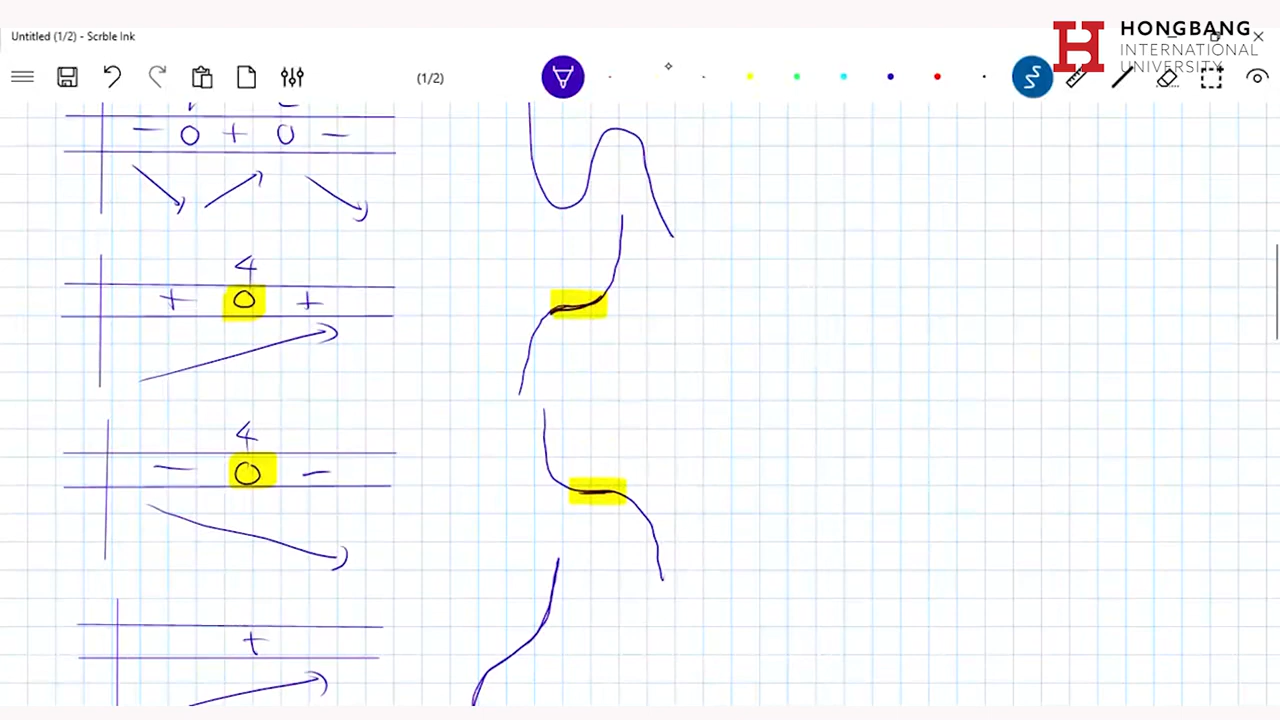 Untitled (1/2) - Scrble Ink
HONGBANG
INTERNATIONAL
UNIVERSITY
(1/2)
- 0 + 0 -
4
+ 0 +
4
- 0 -
+